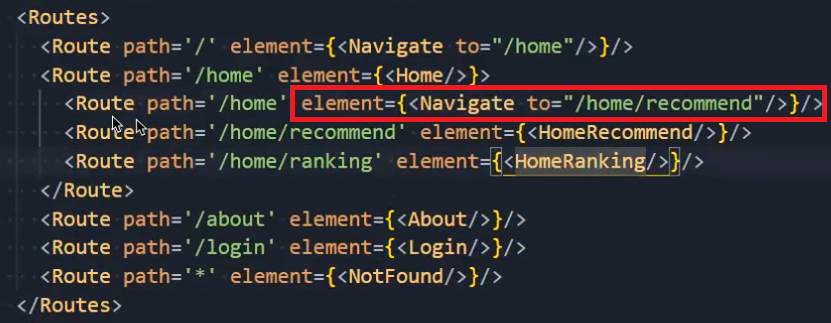 <Routes>
<Route path='/' element={<Navigate to="/home"/>}/>
<Route path='/home' element={<Home/>}>
<Route path='/home' element={<Navigate to="/home/recommend"/>}/>
<Route path='/home/recommend' element={<HomeRecommend/>}/>
<Route path='/home/ranking' element={<HomeRanking/>}/>
</Route>
<Route path='/about' element={<About/>}/>
<Route path='/login' element={<Login/>}/>
<Route path='*' element={<NotFound/>}/>
</Routes>